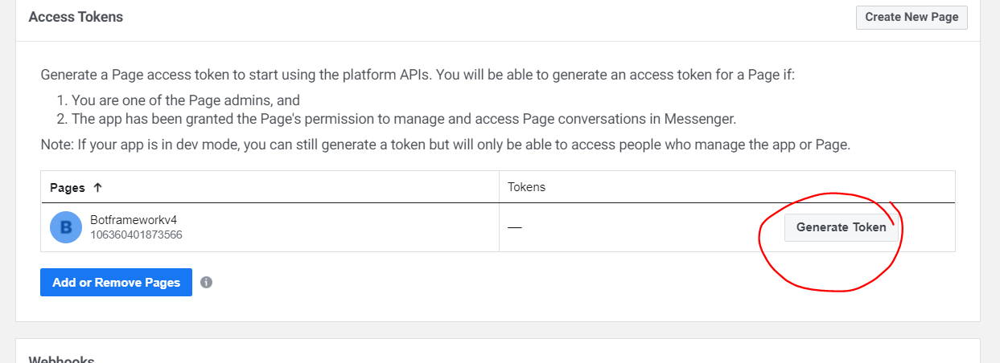 Access Tokens
Create New Page
Generate a Page access token to start using the platform APIs. You will be able to generate an access token for a Page if:
1. You are one of the Page admins, and
2. The app has been granted the Page's permission to manage and access Page conversations in Messenger.
Note: If your app is in dev mode, you can still generate a token but will only be able to access people who manage the app or Page.
Pages ↑
Tokens
B
Botframeworkv4
106360401873566
—
Generate Token
Add or Remove Pages
Webhooks